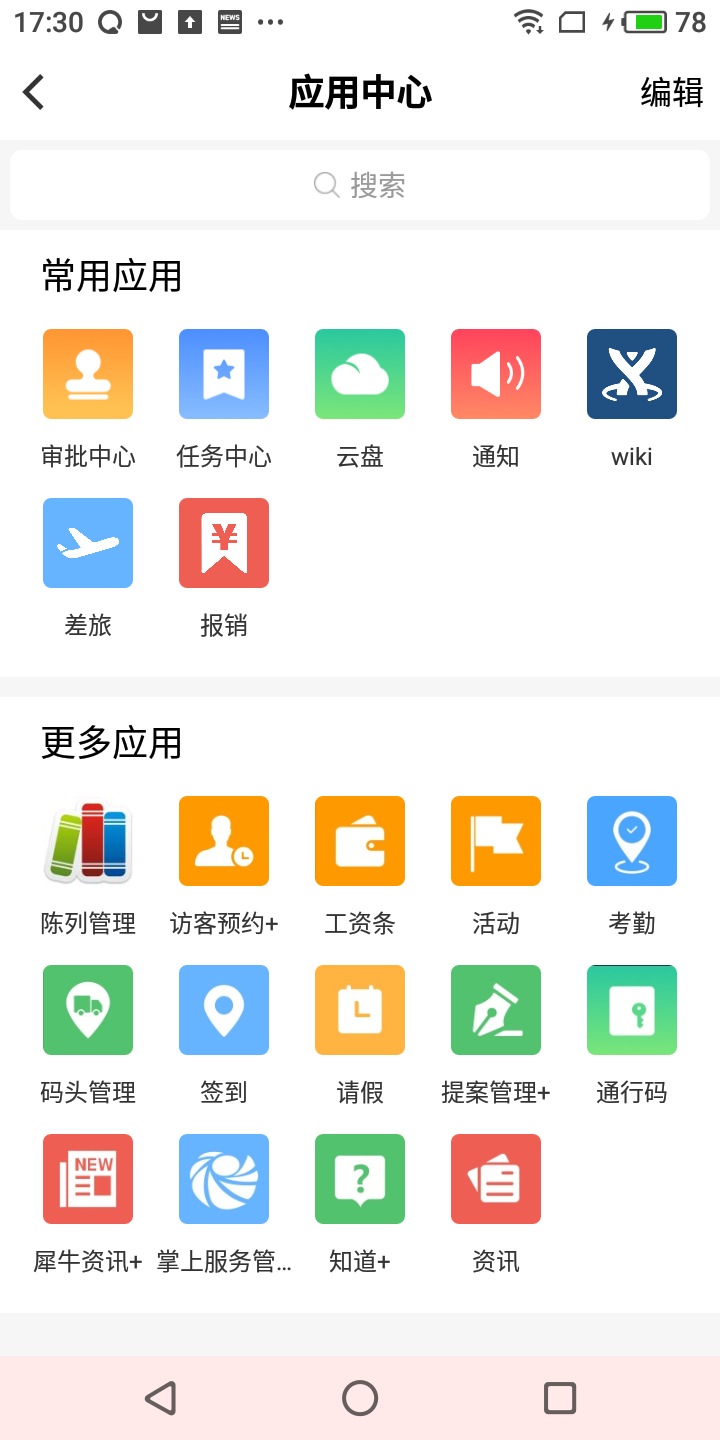 17:30 NEWS 78
应用中心 编辑
搜索
常用应用
审批中心 任务中心 云盘 通知 wiki
¥
差旅 报销
更多应用
陈列管理 访客预约+ 工资条 活动 考勤
码头管理 签到 请假 提案管理+ 通行码
NEW ?
犀牛资讯+ 掌上服务管... 知道+ 资讯